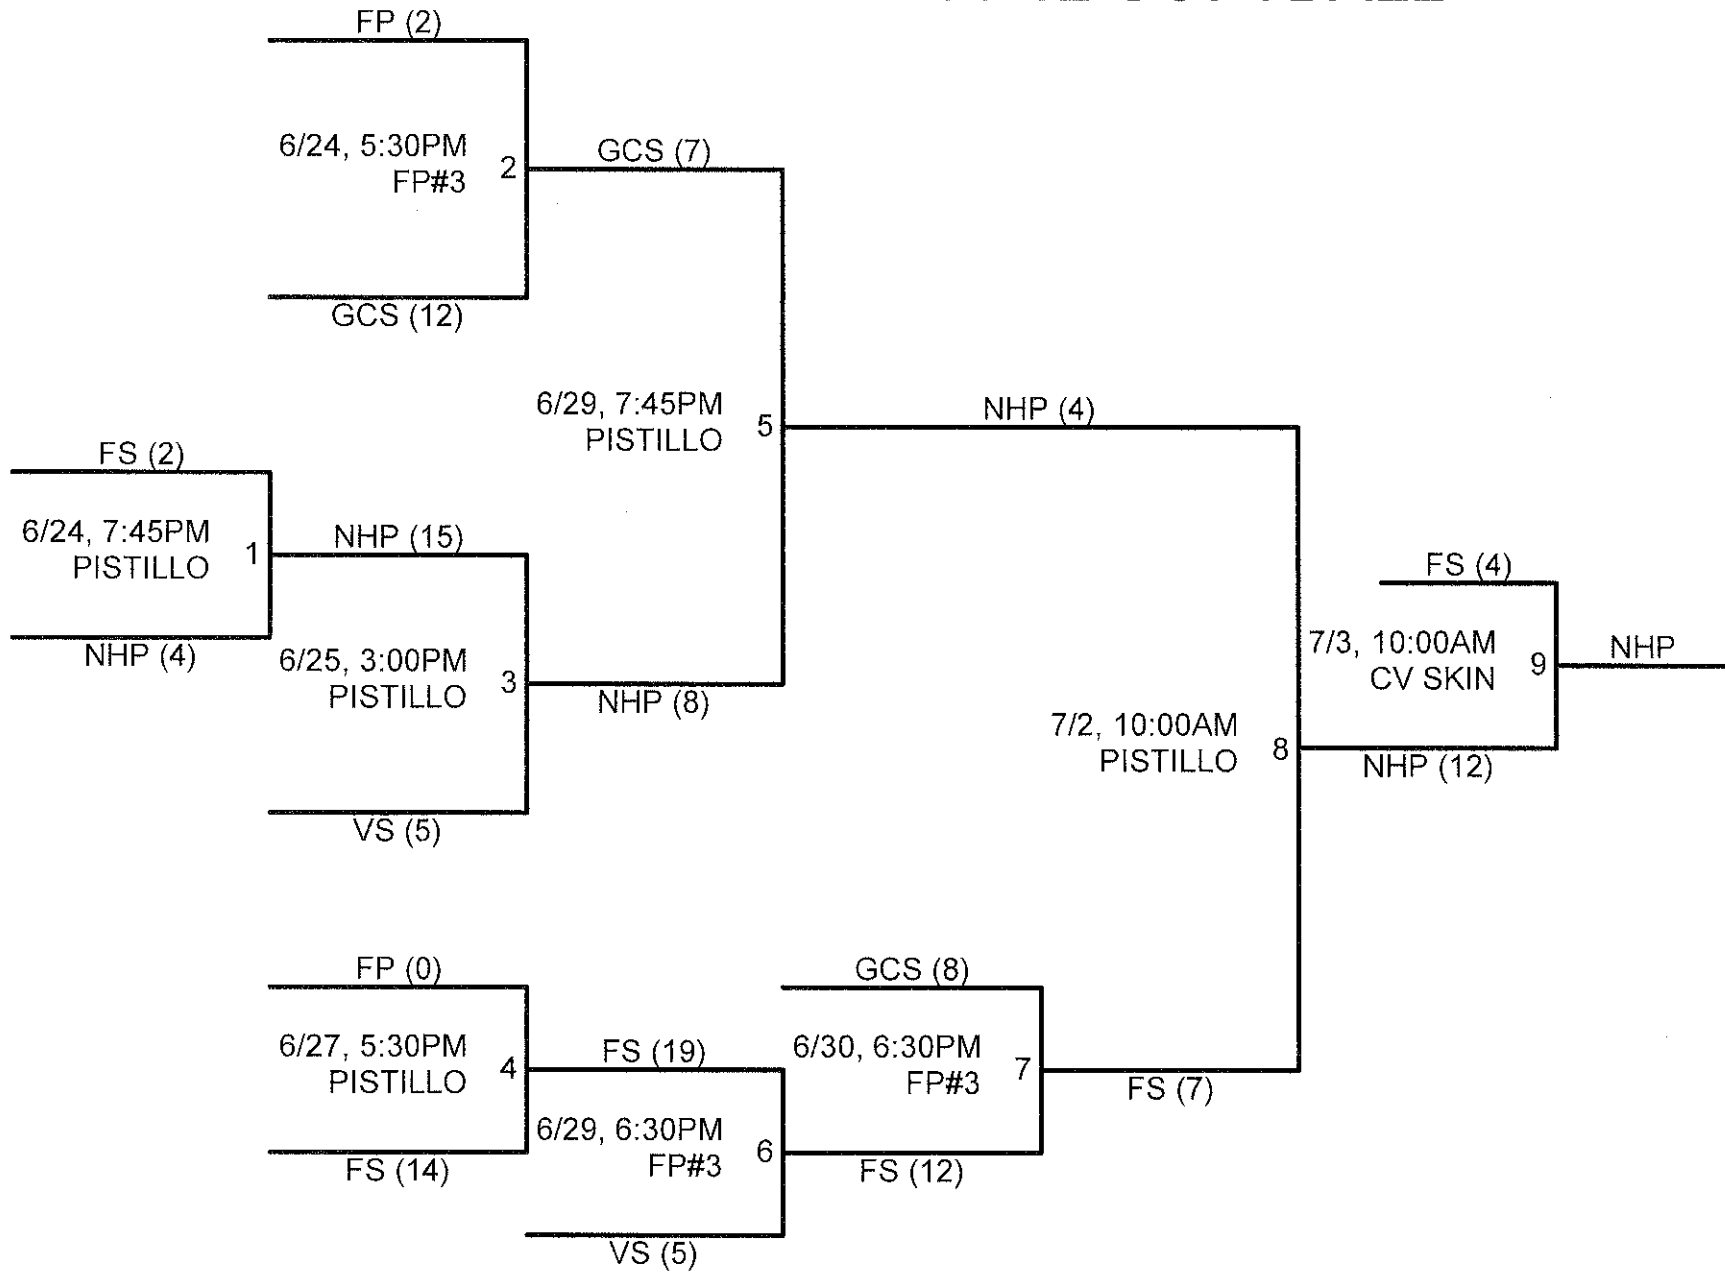 FP (2)
6/24, 5:30PM
FP#3
2
GCS (7)
GCS (12)
6/29, 7:45PM
PISTILLO
5
NHP (4)
FS (2)
6/24, 7:45PM
PISTILLO
1
NHP (15)
NHP (4)
6/25, 3:00PM
PISTILLO
3
NHP (8)
VS (5)
FS (4)
7/3, 10:00AM
CV SKIN
9
NHP
7/2, 10:00AM
PISTILLO
8
NHP (12)
FP (0)
6/27, 5:30PM
PISTILLO
4
FS (19)
FS (14)
6/29, 6:30PM
FP#3
6
VS (5)
GCS (8)
6/30, 6:30PM
FP#3
7
FS (7)
FS (12)